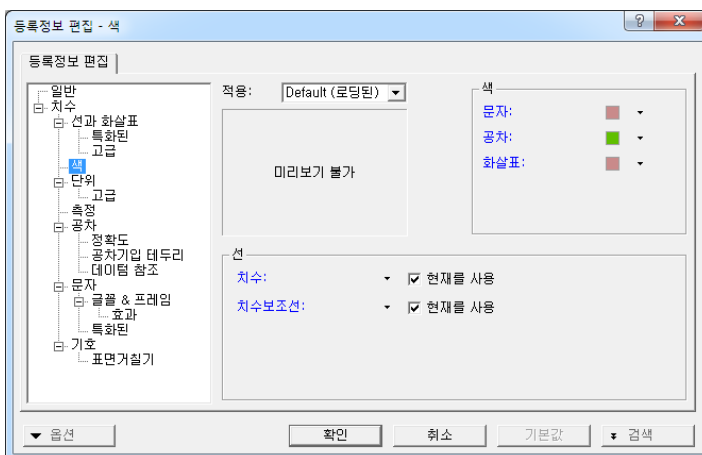 등록정보 편집 - 색
등록정보 편집
일반
치수
선과 화살표
특화된
고급
색
단위
고급
측정
공차
정확도
공차기입 테두리
데이텀 참조
문자
글꼴 & 프레임
효과
특화된
기호
표면거칠기
적용: Default (로딩된)
미리보기 불가
색
문자:
공차:
화살표:
선
치수: 현재를 사용
치수보조선: 현재를 사용
옵션 확인 취소 기본값 검색